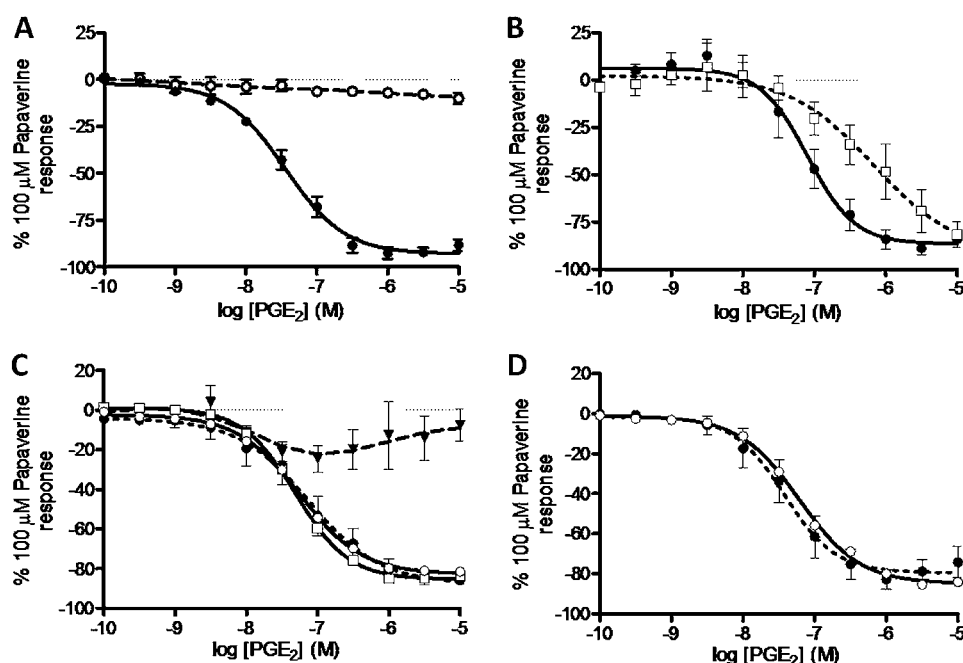 A
25
0
-25
-50
-75
-100
% 100 μM Papaverine
response
-10 -9 -8 -7 -6 -5
log [PGE₂] (M)
B
25
0
-25
-50
-75
-100
% 100 μM Papaverine
response
-10 -9 -8 -7 -6 -5
log [PGE₂] (M)
C
20
0
-20
-40
-60
-80
-100
% 100 μM Papaverine
response
-10 -9 -8 -7 -6 -5
log [PGE₂] (M)
D
20
0
-20
-40
-60
-80
-100
% 100 μM Papaverine
response
-10 -9 -8 -7 -6 -5
log [PGE₂] (M)